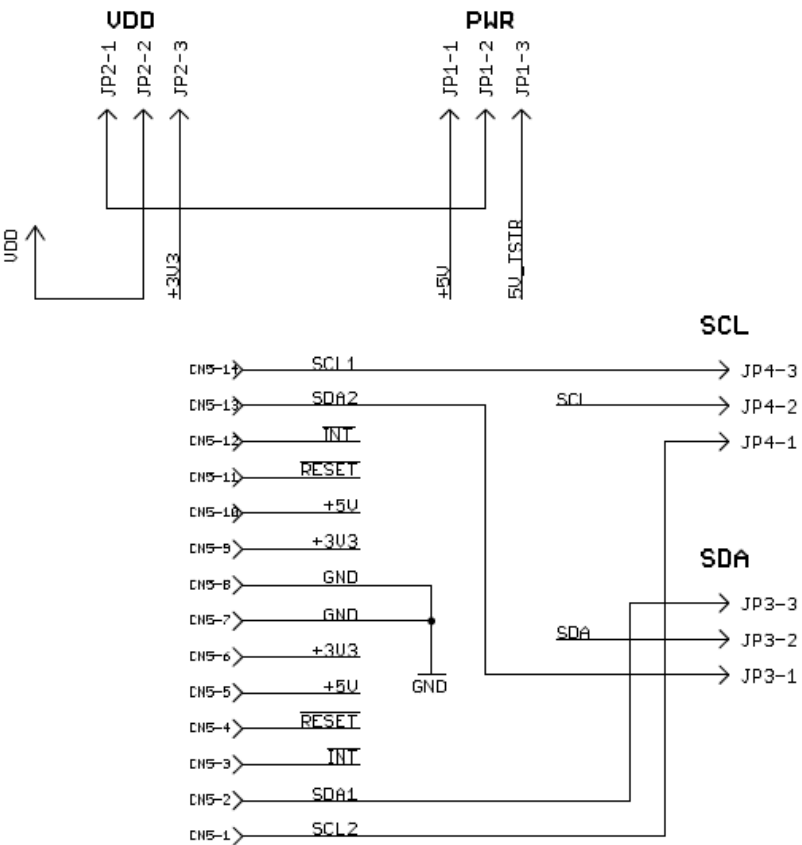 VDD PWR
JP2-1 JP2-2 JP2-3 JP1-1 JP1-2 JP1-3
VDD +3V3 +5V 5V_ISTR
SCL
CN5-14 SCL1 JP4-3
CN5-13 SDA2 SCL JP4-2
CN5-12 INT JP4-1
CN5-11 RESET
CN5-10 +5V
CN5-9 +3V3
SDA
CN5-8 GND JP3-3
CN5-7 GND SDA JP3-2
CN5-6 +3V3 JP3-1
CN5-5 +5V GND
CN5-4 RESET
CN5-3 INT
CN5-2 SDA1
CN5-1 SCL2